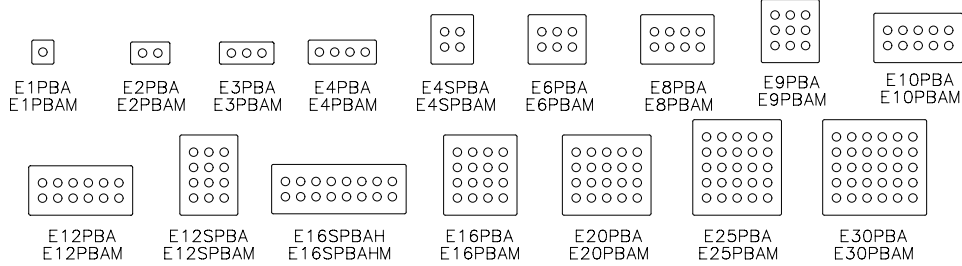 E1PBA
E1PBAM
E2PBA
E2PBAM
E3PBA
E3PBAM
E4PBA
E4PBAM
E4SPBA
E4SPBAM
E6PBA
E6PBAM
E8PBA
E8PBAM
E9PBA
E9PBAM
E10PBA
E10PBAM
E12PBA
E12PBAM
E12SPBA
E12SPBAM
E16SPBAH
E16SPBAHM
E16PBA
E16PBAM
E20PBA
E20PBAM
E25PBA
E25PBAM
E30PBA
E30PBAM